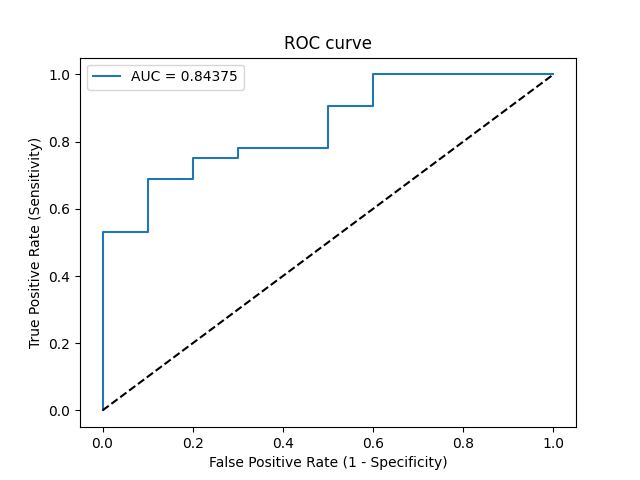 ROC curve
AUC = 0.84375
True Positive Rate (Sensitivity)
1.0
0.8
0.6
0.4
0.2
0.0
0.0 0.2 0.4 0.6 0.8 1.0
False Positive Rate (1 - Specificity)